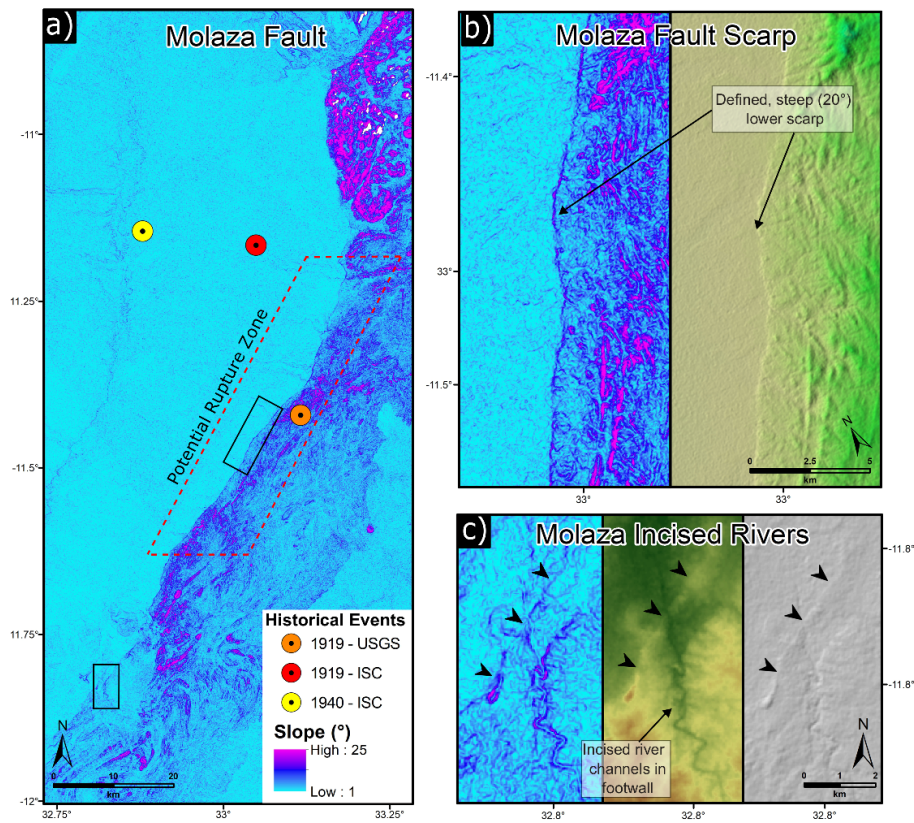 a)
Molaza Fault
-11°
11.25°
-11.5°
11.75°
-12°
32.75°
33°
33.25°
Potential Rupture Zone
Historical Events
1919 - USGS
1919 - ISC
1940 - ISC
Slope (°)
High : 25
Low : 1
N
0 10 20
km
b)
Molaza Fault Scarp
-11.4°
33°
-11.5°
Defined, steep (20°)
lower scarp
N
0 2.5 5
km
33°
33°
c)
Molaza Incised Rivers
-11.8°
-11.8°
Incised river
channels in
footwall
N
0 1 2
km
32.8°
32.8°
32.8°